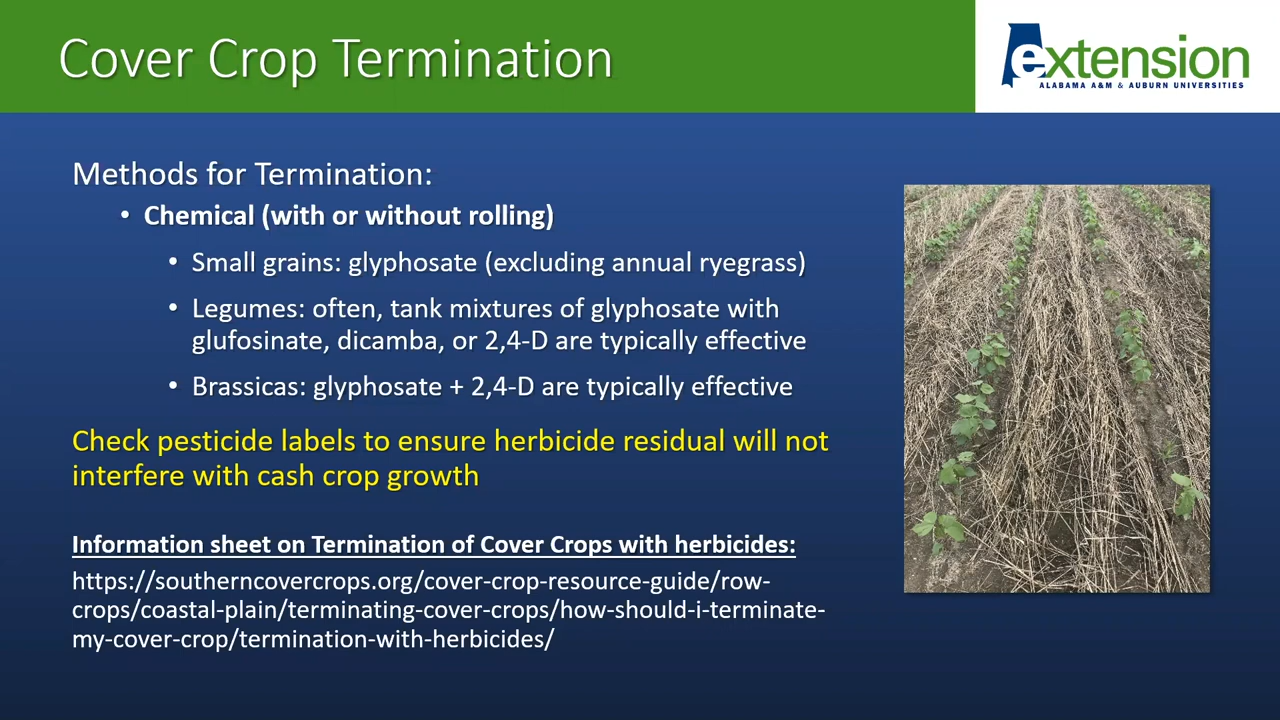 Cover Crop Termination
extension
ALABAMA A&M & AUBURN UNIVERSITIES
Methods for Termination:
• Chemical (with or without rolling)
• Small grains: glyphosate (excluding annual ryegrass)
• Legumes: often, tank mixtures of glyphosate with
glufosinate, dicamba, or 2,4-D are typically effective
• Brassicas: glyphosate + 2,4-D are typically effective
Check pesticide labels to ensure herbicide residual will not
interfere with cash crop growth
Information sheet on Termination of Cover Crops with herbicides:
https://southerncovercrops.org/cover-crop-resource-guide/row-
crops/coastal-plain/terminating-cover-crops/how-should-i-terminate-
my-cover-crop/termination-with-herbicides/